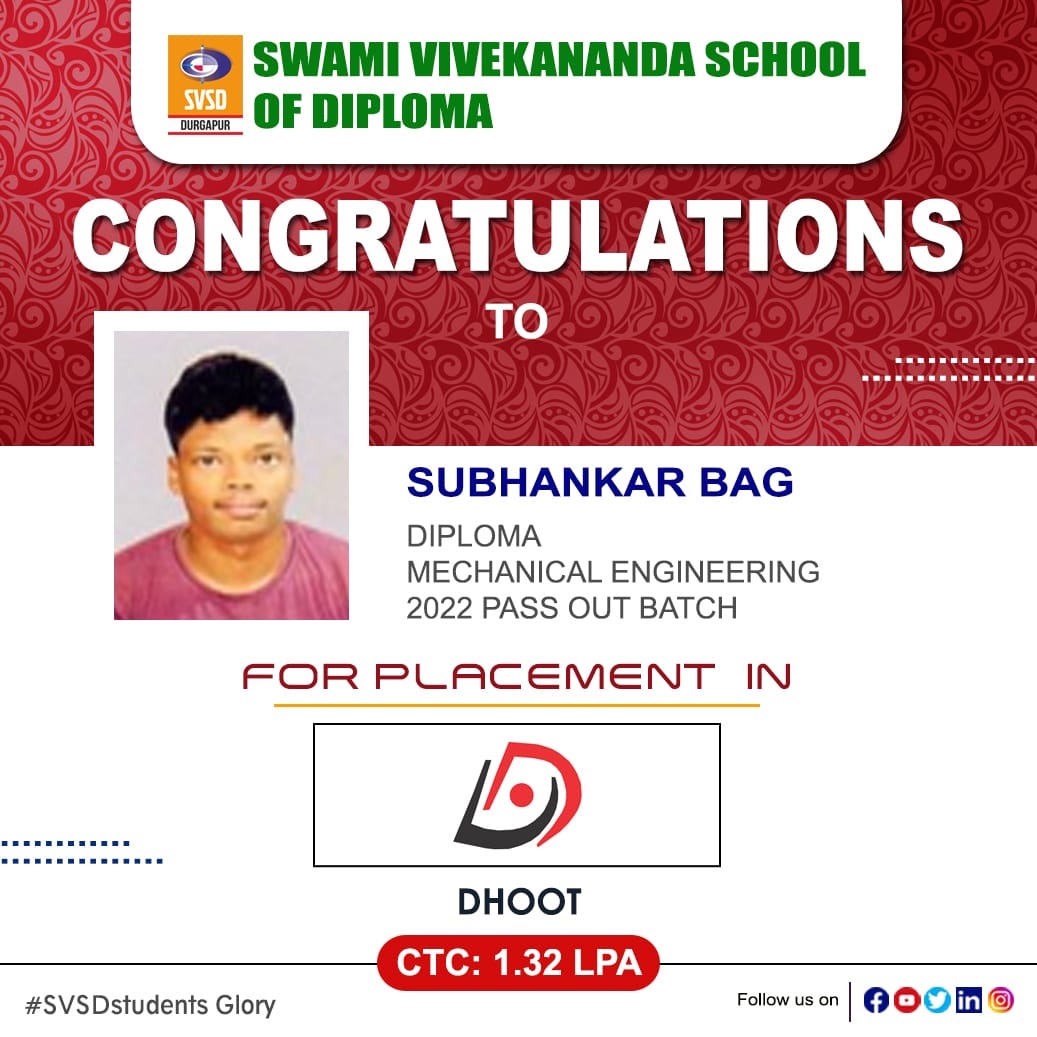 SVSD
DURGAPUR
SWAMI VIVEKANANDA SCHOOL
OF DIPLOMA
CONGRATULATIONS
TO
SUBHANKAR BAG
DIPLOMA
MECHANICAL ENGINEERING
2022 PASS OUT BATCH
FOR PLACEMENT IN
DHOOT
CTC: 1.32 LPA
#SVSDstudents Glory
Follow us on